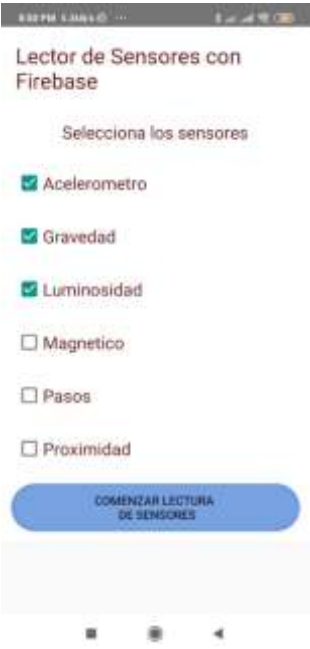 Lector de Sensores con
Firebase
Selecciona los sensores
Acelerometro
Gravedad
Luminosidad
Magnetico
Pasos
Proximidad
COMENZAR LECTURA
DE SENSORES